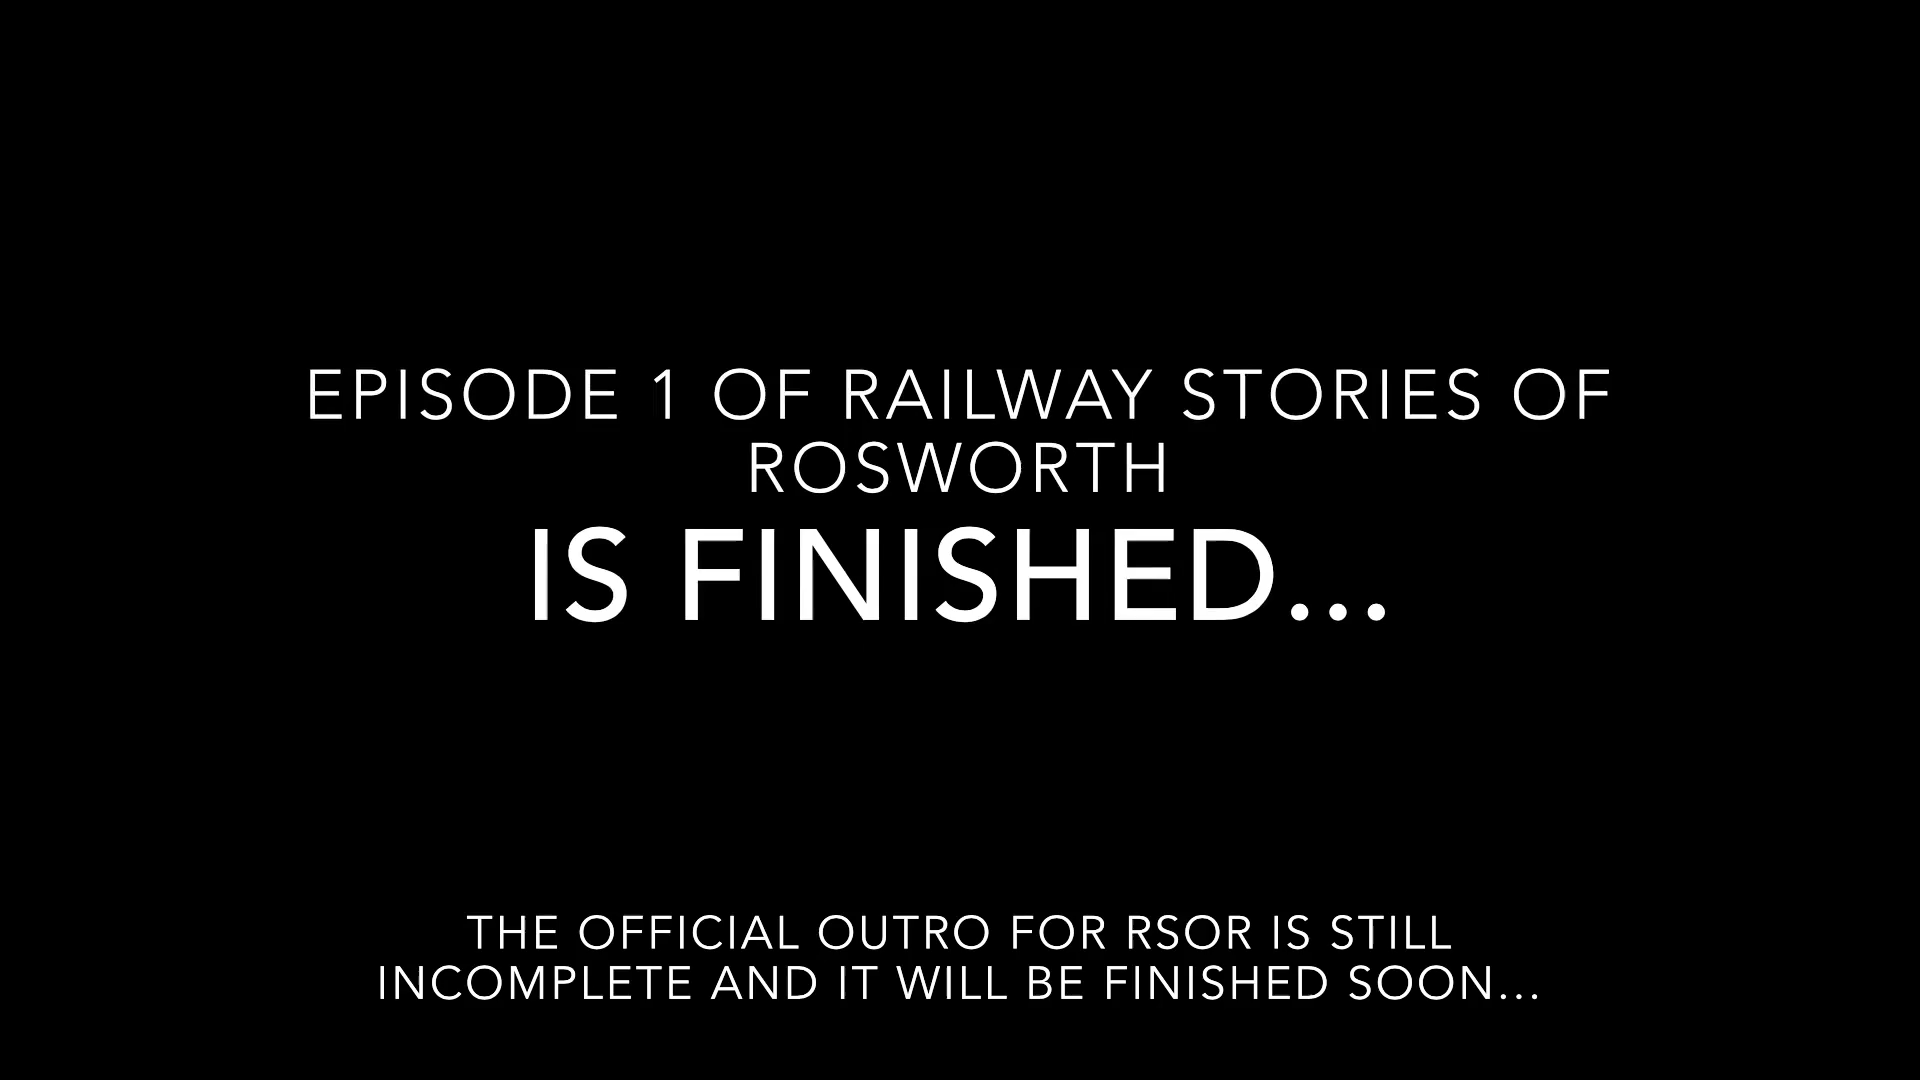 EPISODE 1 OF RAILWAY STORIES OF
ROSWORTH
IS FINISHED...
THE OFFICIAL OUTRO FOR RSOR IS STILL
INCOMPLETE AND IT WILL BE FINISHED SOON...